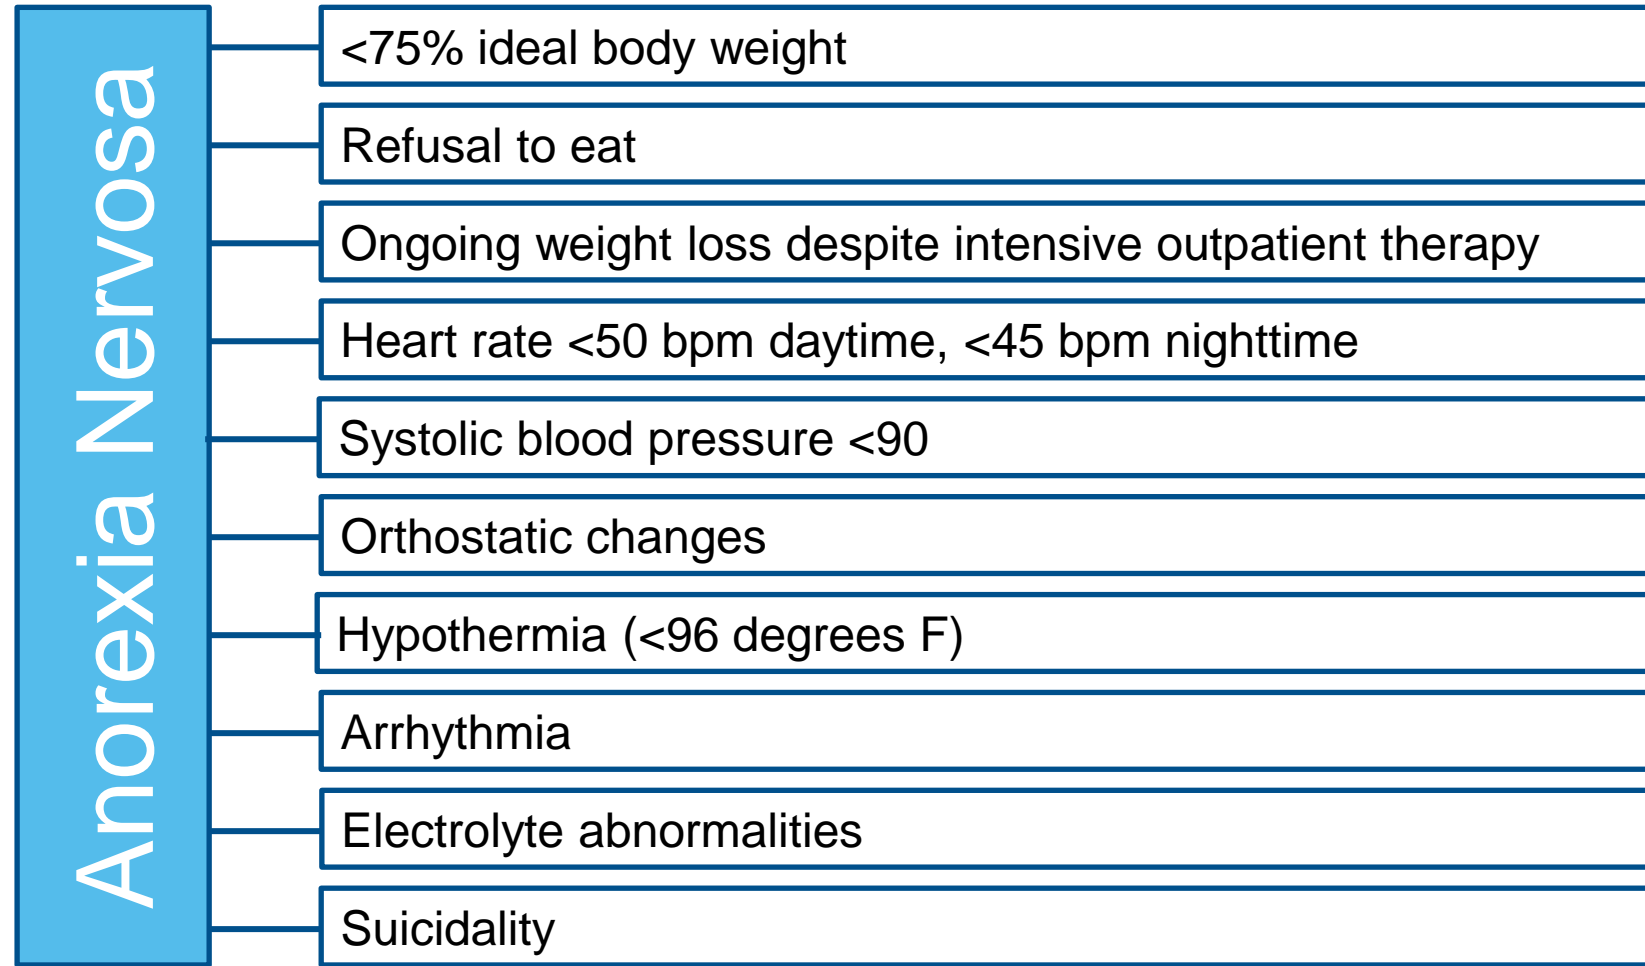 Anorexia Nervosa
<75% ideal body weight
Refusal to eat
Ongoing weight loss despite intensive outpatient therapy
Heart rate <50 bpm daytime, <45 bpm nighttime
Systolic blood pressure <90
Orthostatic changes
Hypothermia (<96 degrees F)
Arrhythmia
Electrolyte abnormalities
Suicidality